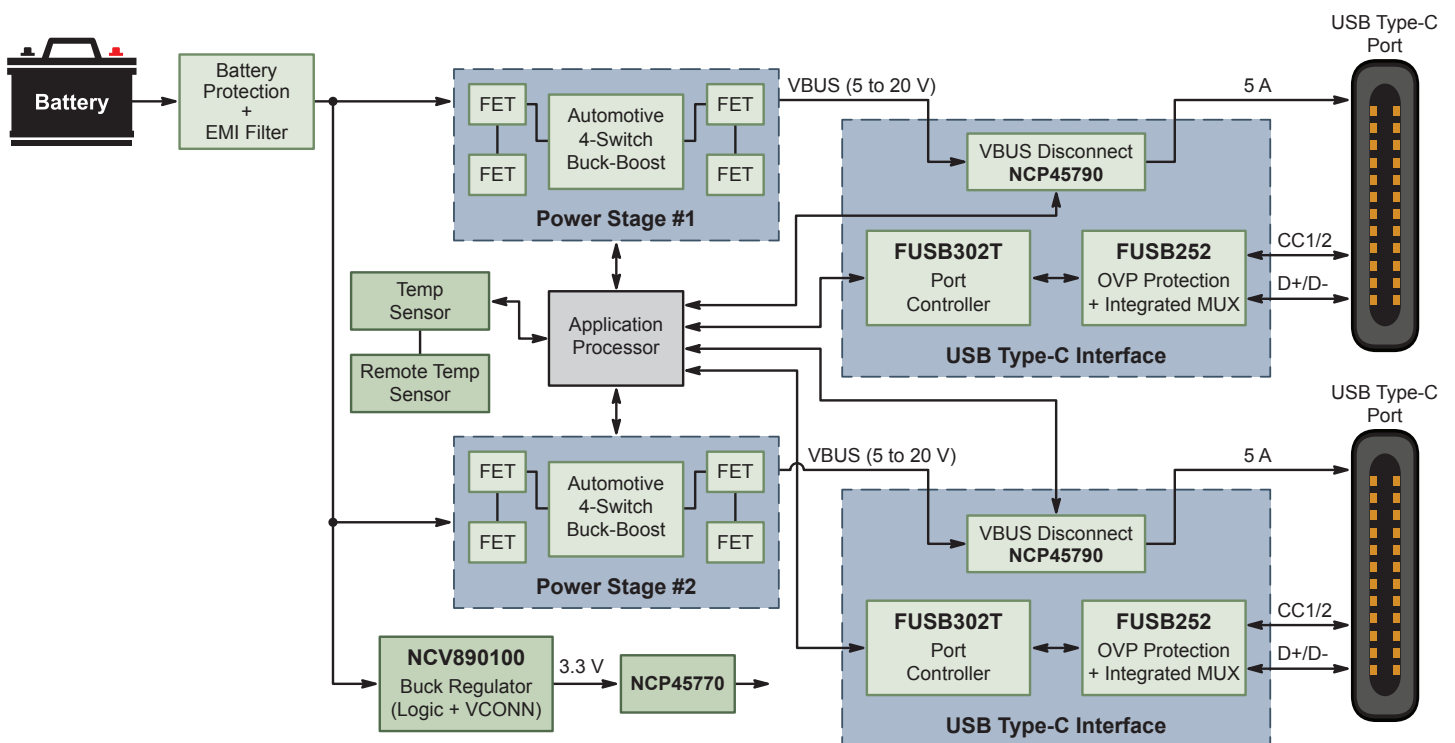 Battery
Battery
Protection
+
EMI Filter
FET
FET
Automotive
4-Switch
Buck-Boost
FET
FET
Power Stage #1
VBUS (5 to 20 V)
VBUS Disconnect
NCP45790
5 A
USB Type-C
Port
FUSB302T
Port
Controller
FUSB252
OVP Protection
+ Integrated MUX
CC1/2
D+/D-
USB Type-C Interface
Temp
Sensor
Remote Temp
Sensor
Application
Processor
FET
FET
Automotive
4-Switch
Buck-Boost
FET
FET
Power Stage #2
VBUS (5 to 20 V)
VBUS Disconnect
NCP45790
5 A
USB Type-C
Port
FUSB302T
Port
Controller
FUSB252
OVP Protection
+ Integrated MUX
CC1/2
D+/D-
USB Type-C Interface
NCV890100
Buck Regulator
(Logic + VCONN)
3.3 V
NCP45770